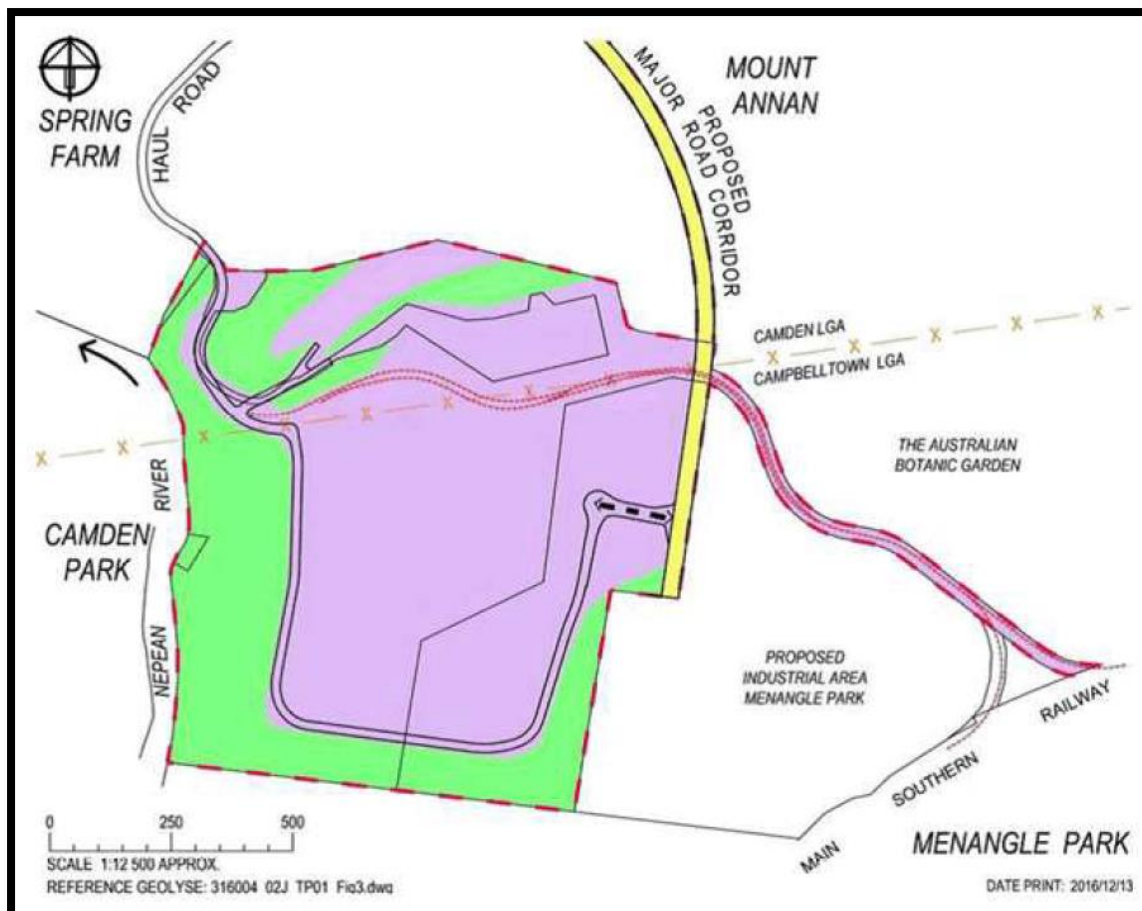 MOUNT
ANNAN
SPRING
FARM
HAUL ROAD
PROPOSED
MAJOR ROAD CORRIDOR
CAMDEN LGA
CAMPBELLTOWN LGA
THE AUSTRALIAN
BOTANIC GARDEN
CAMDEN
PARK
NEPEAN RIVER
PROPOSED
INDUSTRIAL AREA
MENANGLE PARK
MAIN SOUTHERN RAILWAY
MENANGLE PARK
0 250 500
SCALE 1:12 500 APPROX.
REFERENCE GEOLYSE: 316004 02J TP01 Fig3.dwg
DATE PRINT: 2016/12/13